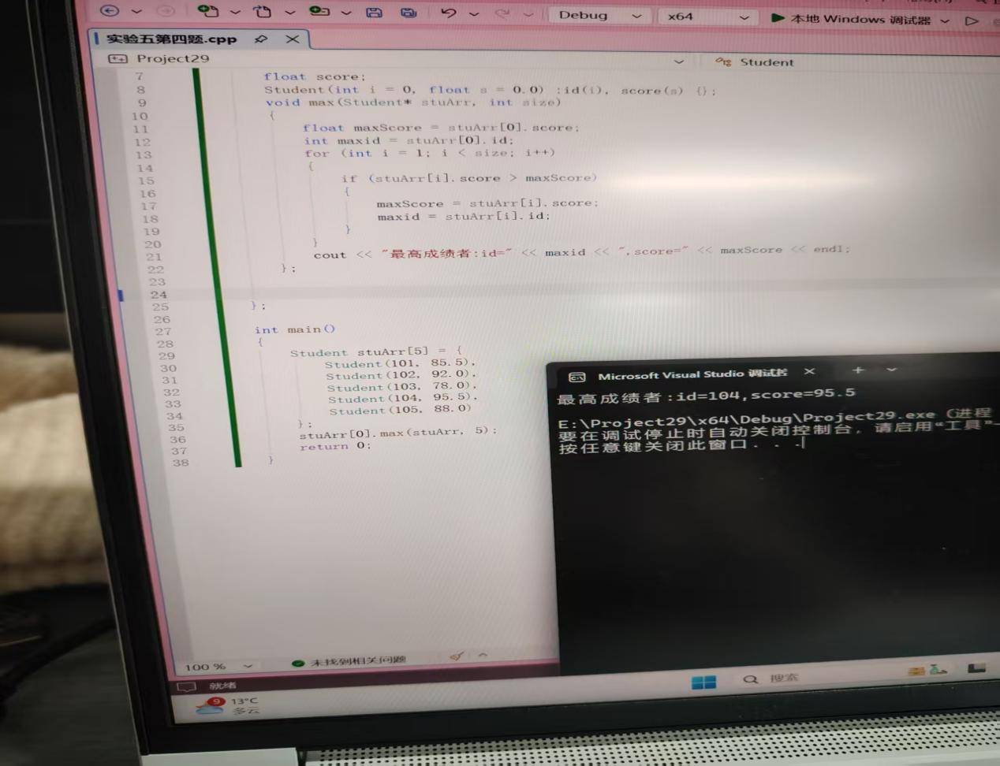 Debug x64 本地 Windows 调试器
实验五第四题.cpp
Project29 Student
7 float score;
8 Student(int i = 0, float s = 0.0) :id(i), score(s) {};
9 void max(Student* stuArr, int size)
10 {
11 float maxScore = stuArr[0].score;
12 int maxid = stuArr[0].id;
13 for (int i = 1; i < size; i++)
14 {
15 if (stuArr[i].score > maxScore)
16 {
17 maxScore = stuArr[i].score;
18 maxid = stuArr[i].id;
19 }
20 }
21 cout << "最高成绩者:id=" << maxid << ",score=" << maxScore << endl;
22 };
23
24
25 };
26
27 int main()
28 {
29 Student stuArr[5] = {
30 Student(101, 85.5),
31 Student(102, 92.0),
32 Student(103, 78.0),
33 Student(104, 95.5),
34 Student(105, 88.0)
35 };
36 stuArr[0].max(stuArr, 5);
37 return 0;
38 }
Microsoft Visual Studio 调试
最高成绩者:id=104,score=95.5
E:\Project29\x64\Debug\Project29.exe (进程
要在调试停止时自动关闭控制台，请启用“工具”-
按任意键关闭此窗口. . .
100 % 未找到相关问题
就绪
9 13°C
多云
搜索